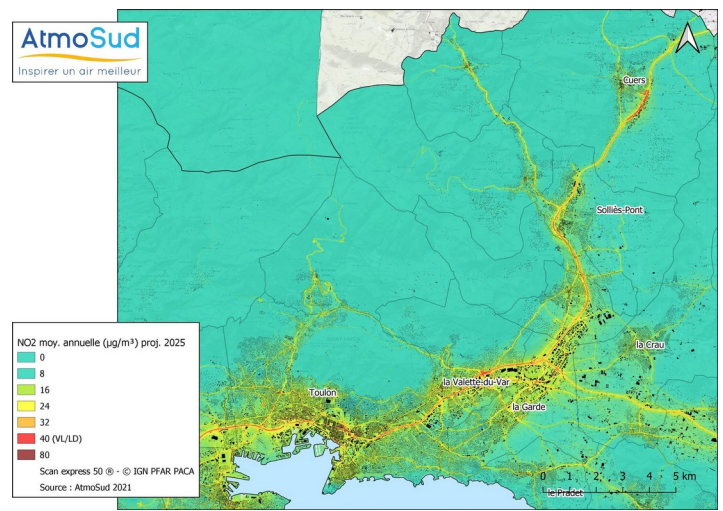 AtmoSud
Inspirer un air meilleur
Cuers
Solliès-Pont
la Crau
la Valette-du-Var
la Garde
Toulon
le Pradet
0 1 2 3 4 5 km
NO2 moy. annuelle (µg/m³) proj. 2025
0
8
16
24
32
40 (VL/LD)
80
Scan express 50 ® - © IGN PFAR PACA
Source : AtmoSud 2021